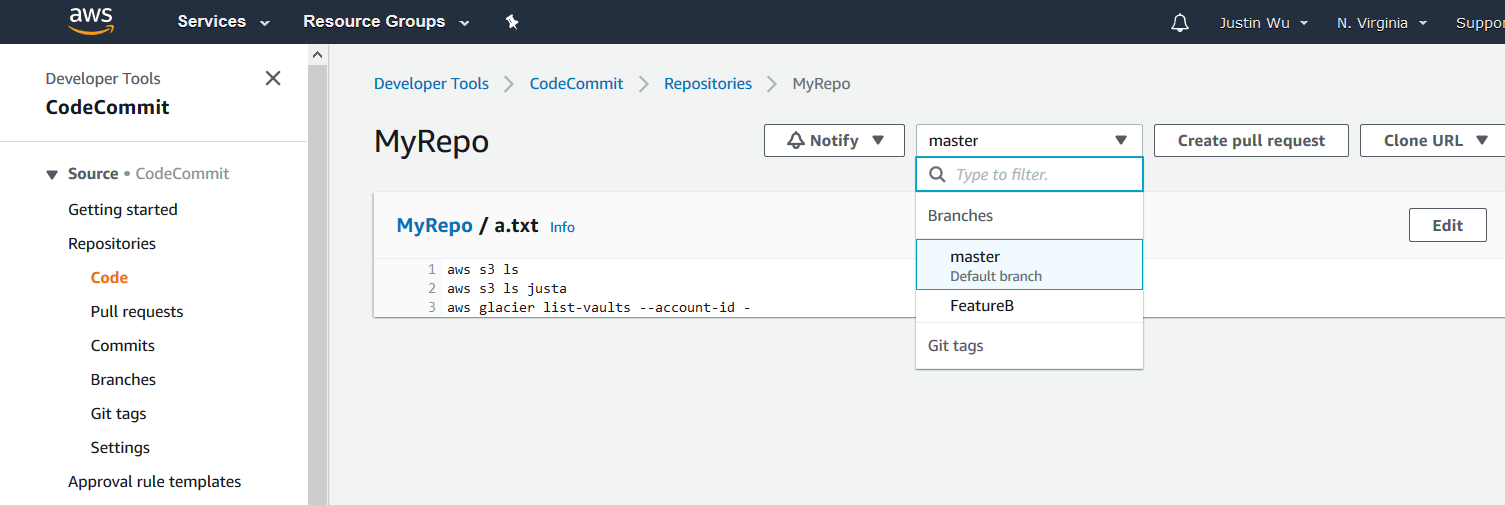 aws Services Resource Groups Justin Wu N. Virginia Suppor
Developer Tools
CodeCommit
Source • CodeCommit
Getting started
Repositories
Code
Pull requests
Commits
Branches
Git tags
Settings
Approval rule templates
Developer Tools CodeCommit Repositories MyRepo
MyRepo
Notify master Create pull request Clone URL
Type to filter.
Branches
master
Default branch
FeatureB
Git tags
MyRepo / a.txt Info Edit
1 aws s3 ls
2 aws s3 ls justa
3 aws glacier list-vaults --account-id -